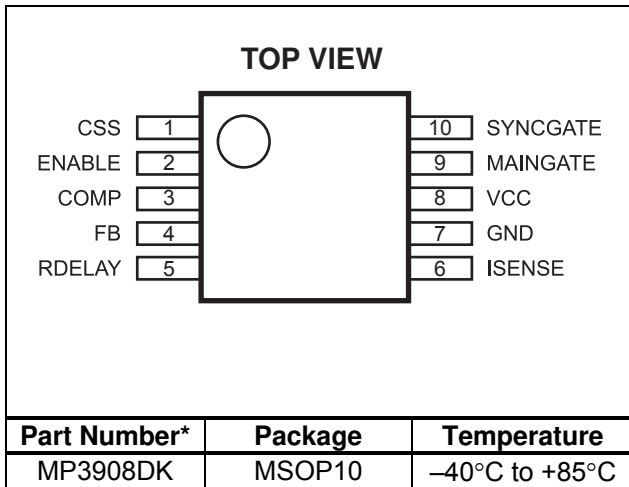 TOP VIEW
CSS 1 10 SYNCGATE
ENABLE 2 9 MAINGATE
COMP 3 8 VCC
FB 4 7 GND
RDELAY 5 6 ISENSE
Part Number* Package Temperature
MP3908DK MSOP10 –40°C to +85°C